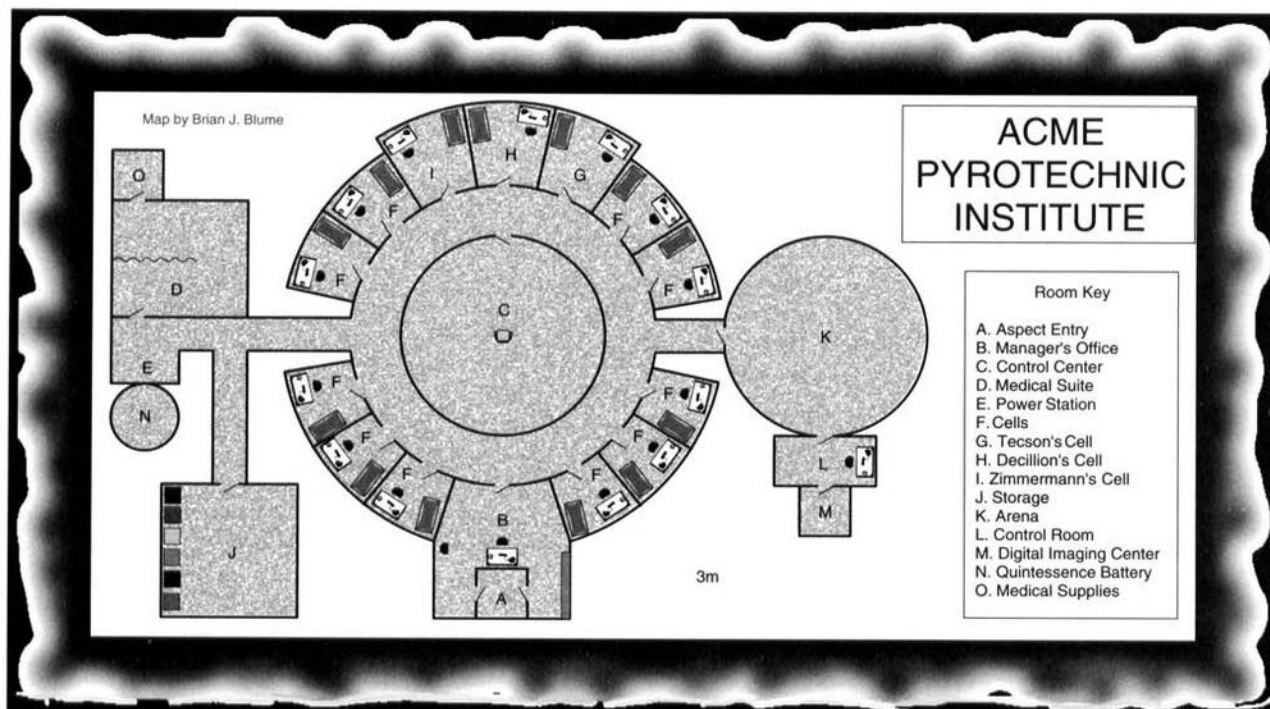 Map by Brian J. Blume
ACME
PYROTECHNIC
INSTITUTE
O
D
E
N
J
I
H
G
F
F
F
F
C
K
F
F
F
F
F
F
B
A
L
M
3m
Room Key
A. Aspect Entry
B. Manager's Office
C. Control Center
D. Medical Suite
E. Power Station
F. Cells
G. Tecson's Cell
H. Decillion's Cell
I. Zimmermann's Cell
J. Storage
K. Arena
L. Control Room
M. Digital Imaging Center
N. Quintessence Battery
O. Medical Supplies